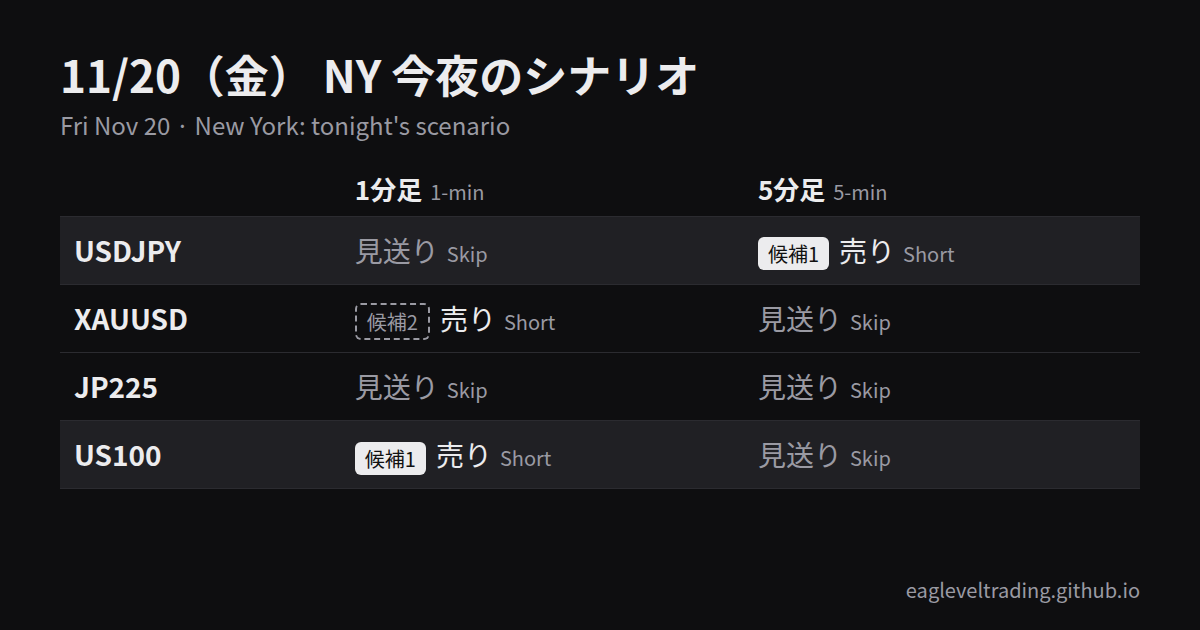 11/20（金） NY 今夜のシナリオ
Fri Nov 20 · New York: tonight's scenario
1分足 1-min 5分足 5-min
USDJPY 見送り Skip 候補1 売り Short
XAUUSD 候補2 売り Short 見送り Skip
JP225 見送り Skip 見送り Skip
US100 候補1 売り Short 見送り Skip
eagleveltrading.github.io